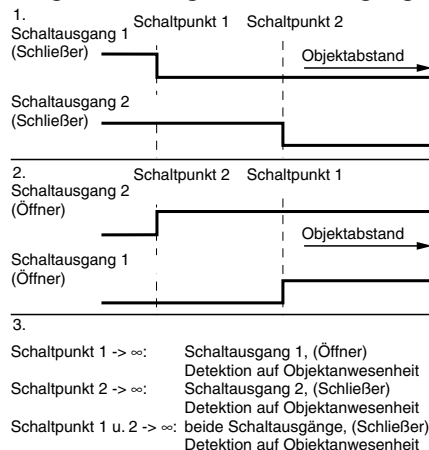 1.
Schaltpunkt 1 Schaltpunkt 2
Schaltausgang 1
(Schließer)
Objektabstand
Schaltausgang 2
(Schließer)
2.
Schaltpunkt 2 Schaltpunkt 1
Schaltausgang 2
(Öffner)
Objektabstand
Schaltausgang 1
(Öffner)
3.
Schaltpunkt 1 -> ∞: Schaltausgang 1, (Öffner)
Detektion auf Objektanwesenheit
Schaltpunkt 2 -> ∞: Schaltausgang 2, (Schließer)
Detektion auf Objektanwesenheit
Schaltpunkt 1 u. 2 -> ∞: beide Schaltausgänge, (Schließer)
Detektion auf Objektanwesenheit